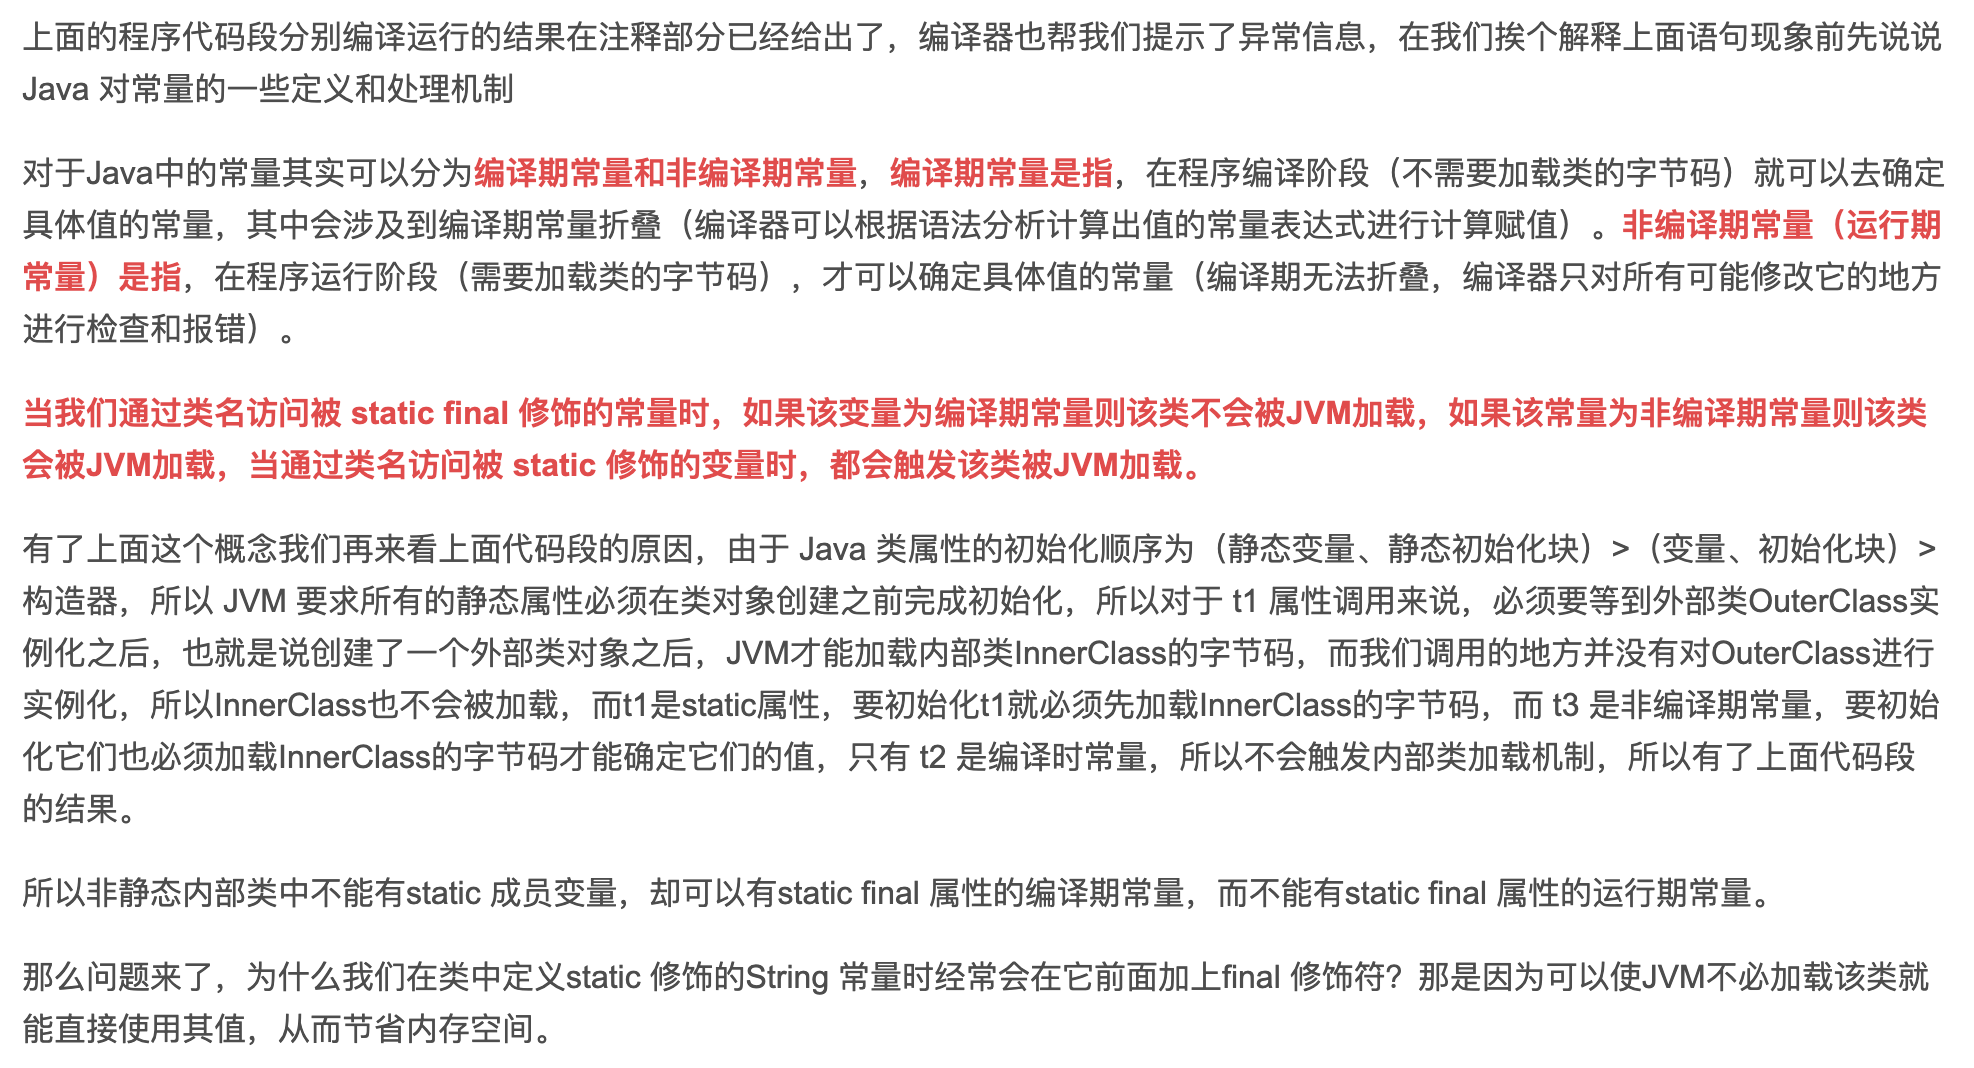 上面的程序代码段分别编译运行的结果在注释部分已经给出了，编译器也帮我们提示了异常信息，在我们挨个解释上面语句现象前先说说
Java 对常量的一些定义和处理机制
对于Java中的常量其实可以分为编译期常量和非编译期常量，编译期常量是指，在程序编译阶段（不需要加载类的字节码）就可以去确定
具体值的常量，其中会涉及到编译期常量折叠（编译器可以根据语法分析计算出值的常量表达式进行计算赋值）。非编译期常量（运行期
常量）是指，在程序运行阶段（需要加载类的字节码），才可以确定具体值的常量（编译期无法折叠，编译器只对所有可能修改它的地方
进行检查和报错）。
当我们通过类名访问被 static final 修饰的常量时，如果该变量为编译期常量则该类不会被JVM加载，如果该常量为非编译期常量则该类
会被JVM加载，当通过类名访问被 static 修饰的变量时，都会触发该类被JVM加载。
有了上面这个概念我们再来看上面代码段的原因，由于 Java 类属性的初始化顺序为（静态变量、静态初始化块）>（变量、初始化块）>
构造器，所以 JVM 要求所有的静态属性必须在类对象创建之前完成初始化，所以对于 t1 属性调用来说，必须要等到外部类OuterClass实
例化之后，也就是说创建了一个外部类对象之后，JVM才能加载内部类InnerClass的字节码，而我们调用的地方并没有对OuterClass进行
实例化，所以InnerClass也不会被加载，而t1是static属性，要初始化t1就必须先加载InnerClass的字节码，而 t3 是非编译期常量，要初始
化它们也必须加载InnerClass的字节码才能确定它们的值，只有 t2 是编译时常量，所以不会触发内部类加载机制，所以有了上面代码段
的结果。
所以非静态内部类中不能有static 成员变量，却可以有static final 属性的编译期常量，而不能有static final 属性的运行期常量。
那么问题来了，为什么我们在类中定义static 修饰的String 常量时经常会在它前面加上final 修饰符？那是因为可以使JVM不必加载该类就
能直接使用其值，从而节省内存空间。